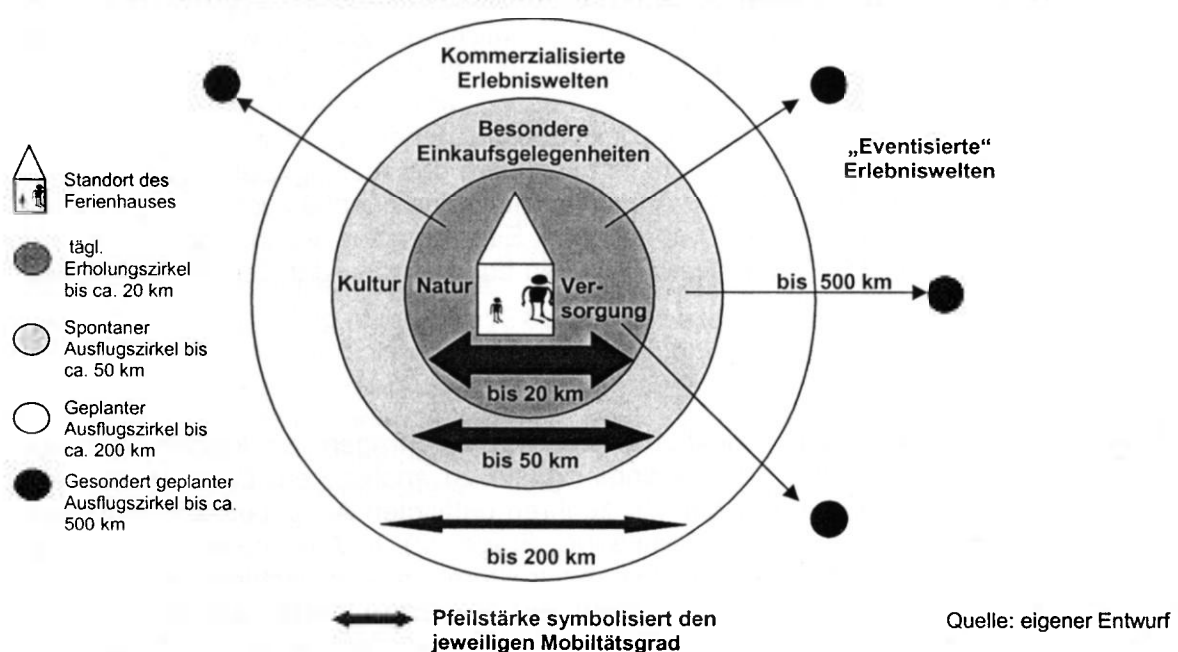 Kommerzialisierte
Erlebniswelten
Besondere
Einkaufsgelegenheiten
„Eventisierte“
Erlebniswelten
Standort des
Ferienhauses
tägl.
Erholungszirkel
bis ca. 20 km
Spontaner
Ausflugszirkel bis
ca. 50 km
Geplanter
Ausflugszirkel bis
ca. 200 km
Gesondert geplanter
Ausflugszirkel bis ca.
500 km
Kultur
Natur
Ver-
sorgung
bis 500 km
bis 20 km
bis 50 km
bis 200 km
Pfeilstärke symbolisiert den
jeweiligen Mobiltätsgrad
Quelle: eigener Entwurf